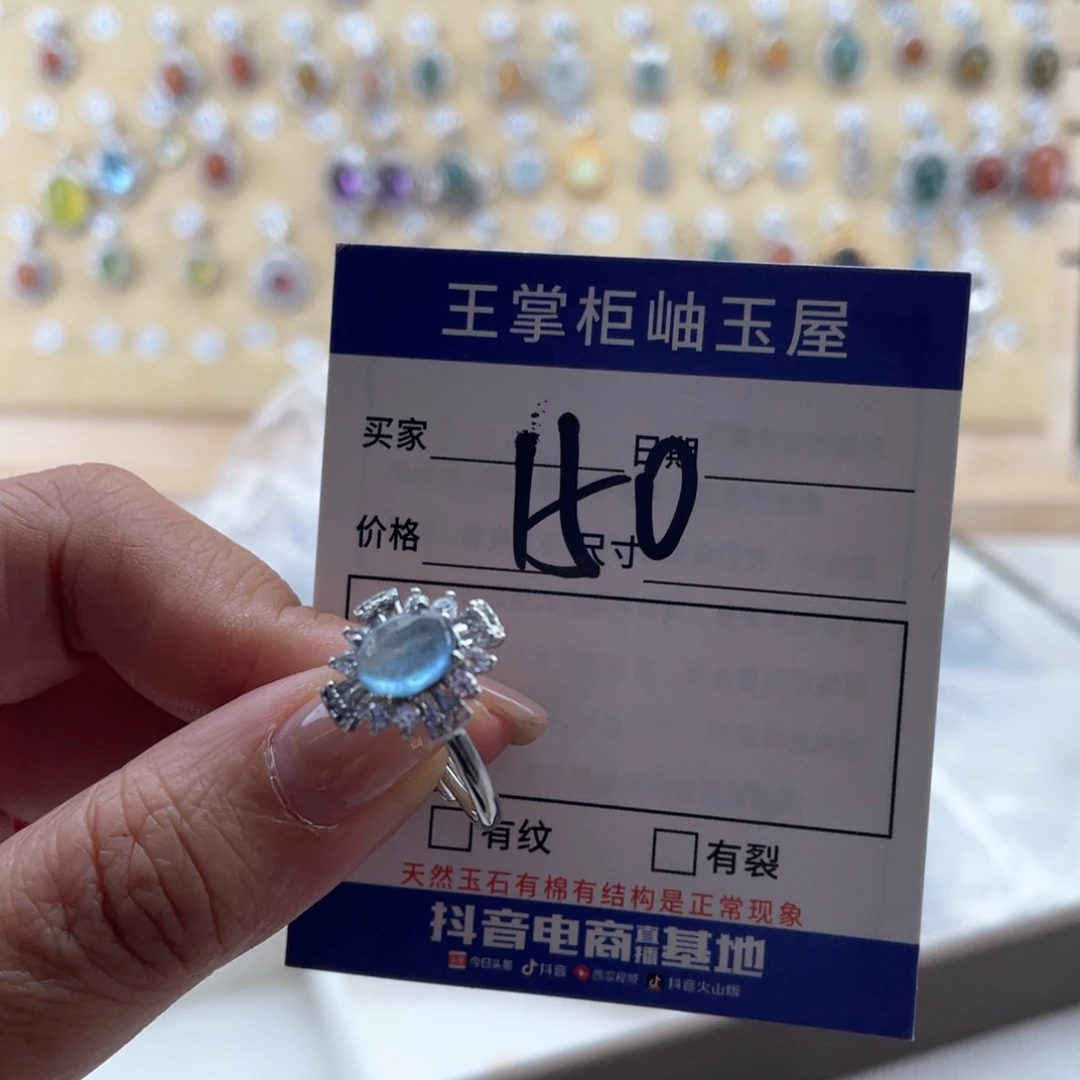 王掌柜岫玉屋
买家 日期
价格 尺寸
有纹 有裂
天然玉石有棉有结构是正常现象
抖音电商直播基地
今日头条 抖音 西瓜视频 抖音火山版